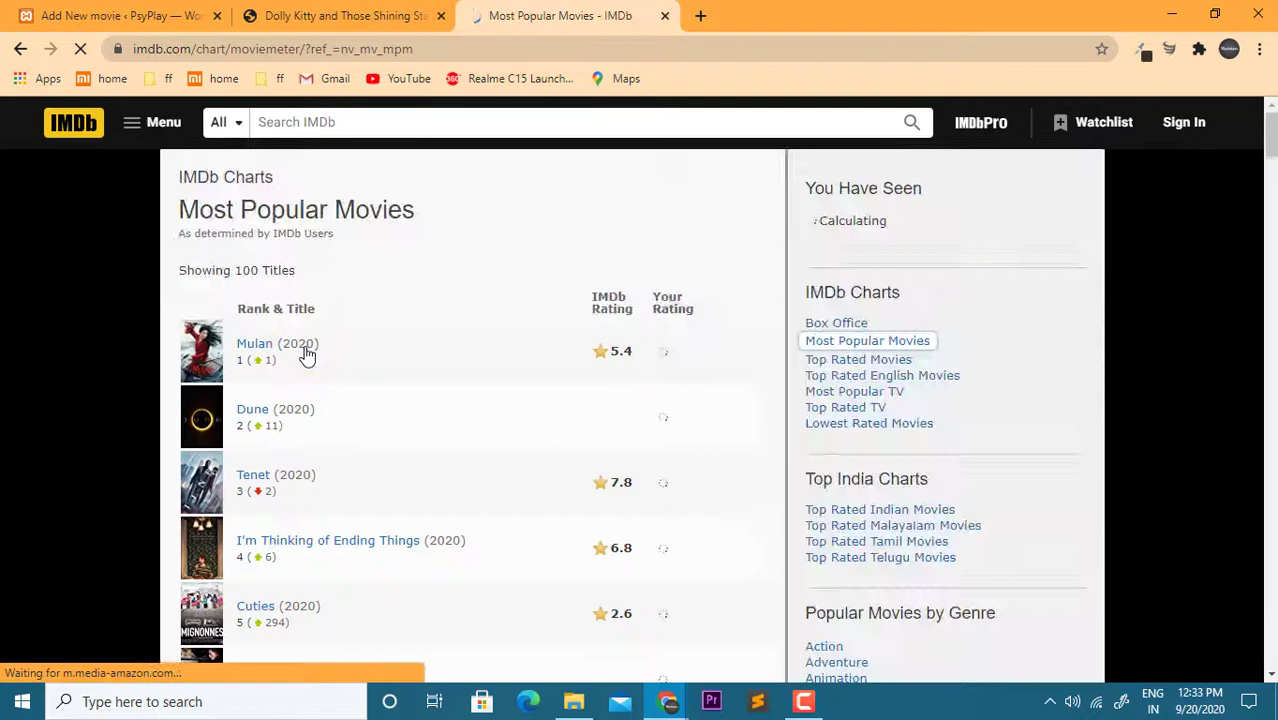 Add New movie ‹ PsyPlay — Wor
Dolly Kitty and Those Shining Sta
Most Popular Movies - IMDb
imdb.com/chart/moviemeter/?ref_=nv_mv_mpm
Apps
home
ff
home
ff
Gmail
YouTube
360
Realme C15 Launch...
Maps
IMDb
Menu
All
Search IMDb
IMDbPro
Watchlist
Sign In
IMDb Charts
Most Popular Movies
As determined by IMDb Users
Showing 100 Titles
Rank & Title
IMDb
Rating
Your
Rating
Mulan (2020)
1 ( 1)
5.4
Dune (2020)
2 ( 11)
Tenet (2020)
3 ( 2)
7.8
I'm Thinking of Ending Things (2020)
4 ( 6)
6.8
MIGNONNES
Cuties (2020)
5 ( 294)
2.6
You Have Seen
Calculating
IMDb Charts
Box Office
Most Popular Movies
Top Rated Movies
Top Rated English Movies
Most Popular TV
Top Rated TV
Lowest Rated Movies
Top India Charts
Top Rated Indian Movies
Top Rated Malayalam Movies
Top Rated Tamil Movies
Top Rated Telugu Movies
Popular Movies by Genre
Action
Adventure
Animation
Waiting for m.media-amazon.com...
Type here to search
Pr
ENG
IN
12:33 PM
9/20/2020